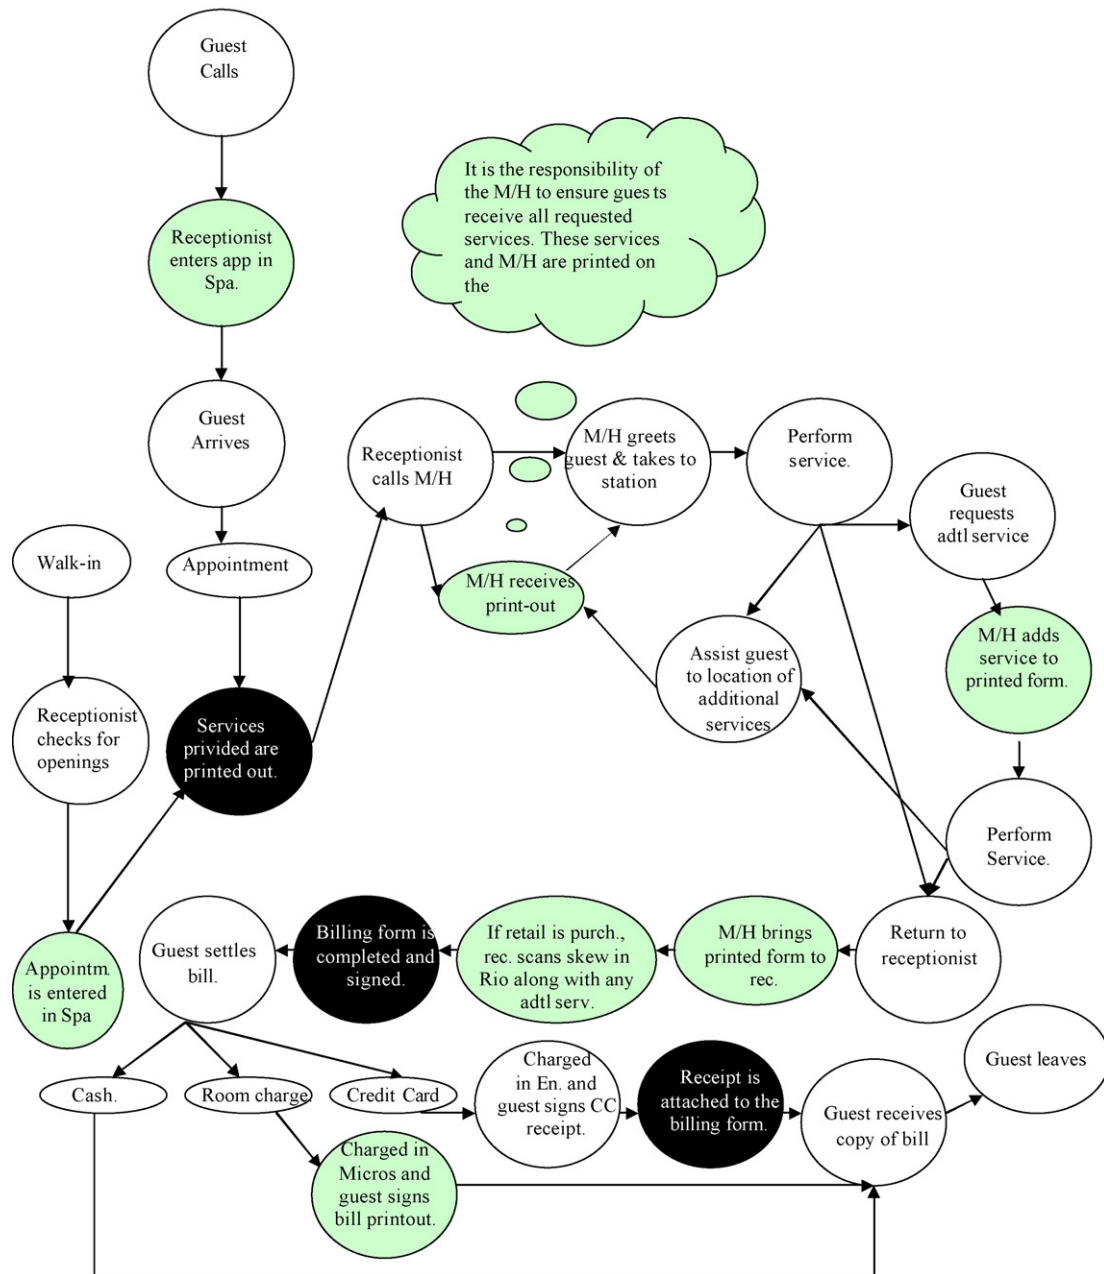 Guest
Calls
It is the responsibility of
the M/H to ensure guests
receive all requested
services. These services
and M/H are printed on
the
Receptionist
enters app in
Spa.
Guest
Arrives
Receptionist
calls M/H
M/H greets
guest & takes to
station
Perform
service.
Guest
requests
adtl service
Walk-in
Appointment
M/H receives
print-out
M/H adds
service to
printed form.
Assist guest
to location of
additional
services
Receptionist
checks for
openings
Services
privided are
printed out.
Perform
Service.
Appointm.
is entered
in Spa
Guest settles
bill.
Billing form is
completed and
signed.
If retail is purch.,
rec. scans skew in
Rio along with any
adtl serv.
M/H brings
printed form to
rec.
Return to
receptionist
Cash.
Room charge
Credit Card
Charged
in En. and
guest signs CC
receipt.
Receipt is
attached to the
billing form.
Guest receives
copy of bill
Guest leaves
Charged in
Micros and
guest signs
bill printout.